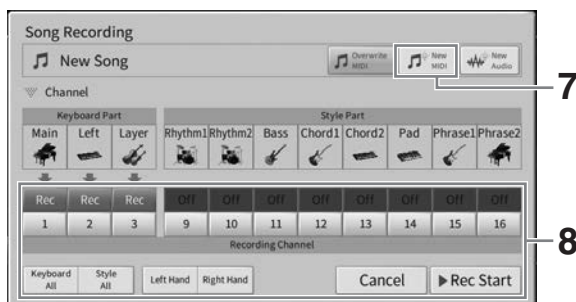 Song Recording
New Song
Overwrite MIDI
New MIDI
New Audio
7
Channel
Keyboard Part
Style Part
Main Left Layer Rhythm1 Rhythm2 Bass Chord1 Chord2 Pad Phrase1 Phrase2
Rec Rec Rec Off Off Off Off Off Off Off Off
1 2 3 9 10 11 12 13 14 15 16
8
Recording Channel
Keyboard All
Style All
Left Hand Right Hand
Cancel
Rec Start